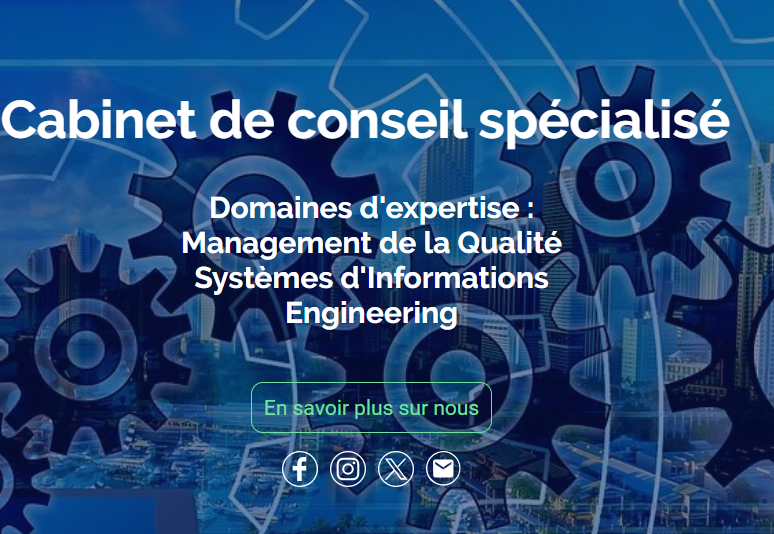 Cabinet de conseil spécialisé
Domaines d'expertise :
Management de la Qualité
Systèmes d'Informations
Engineering
En savoir plus sur nous